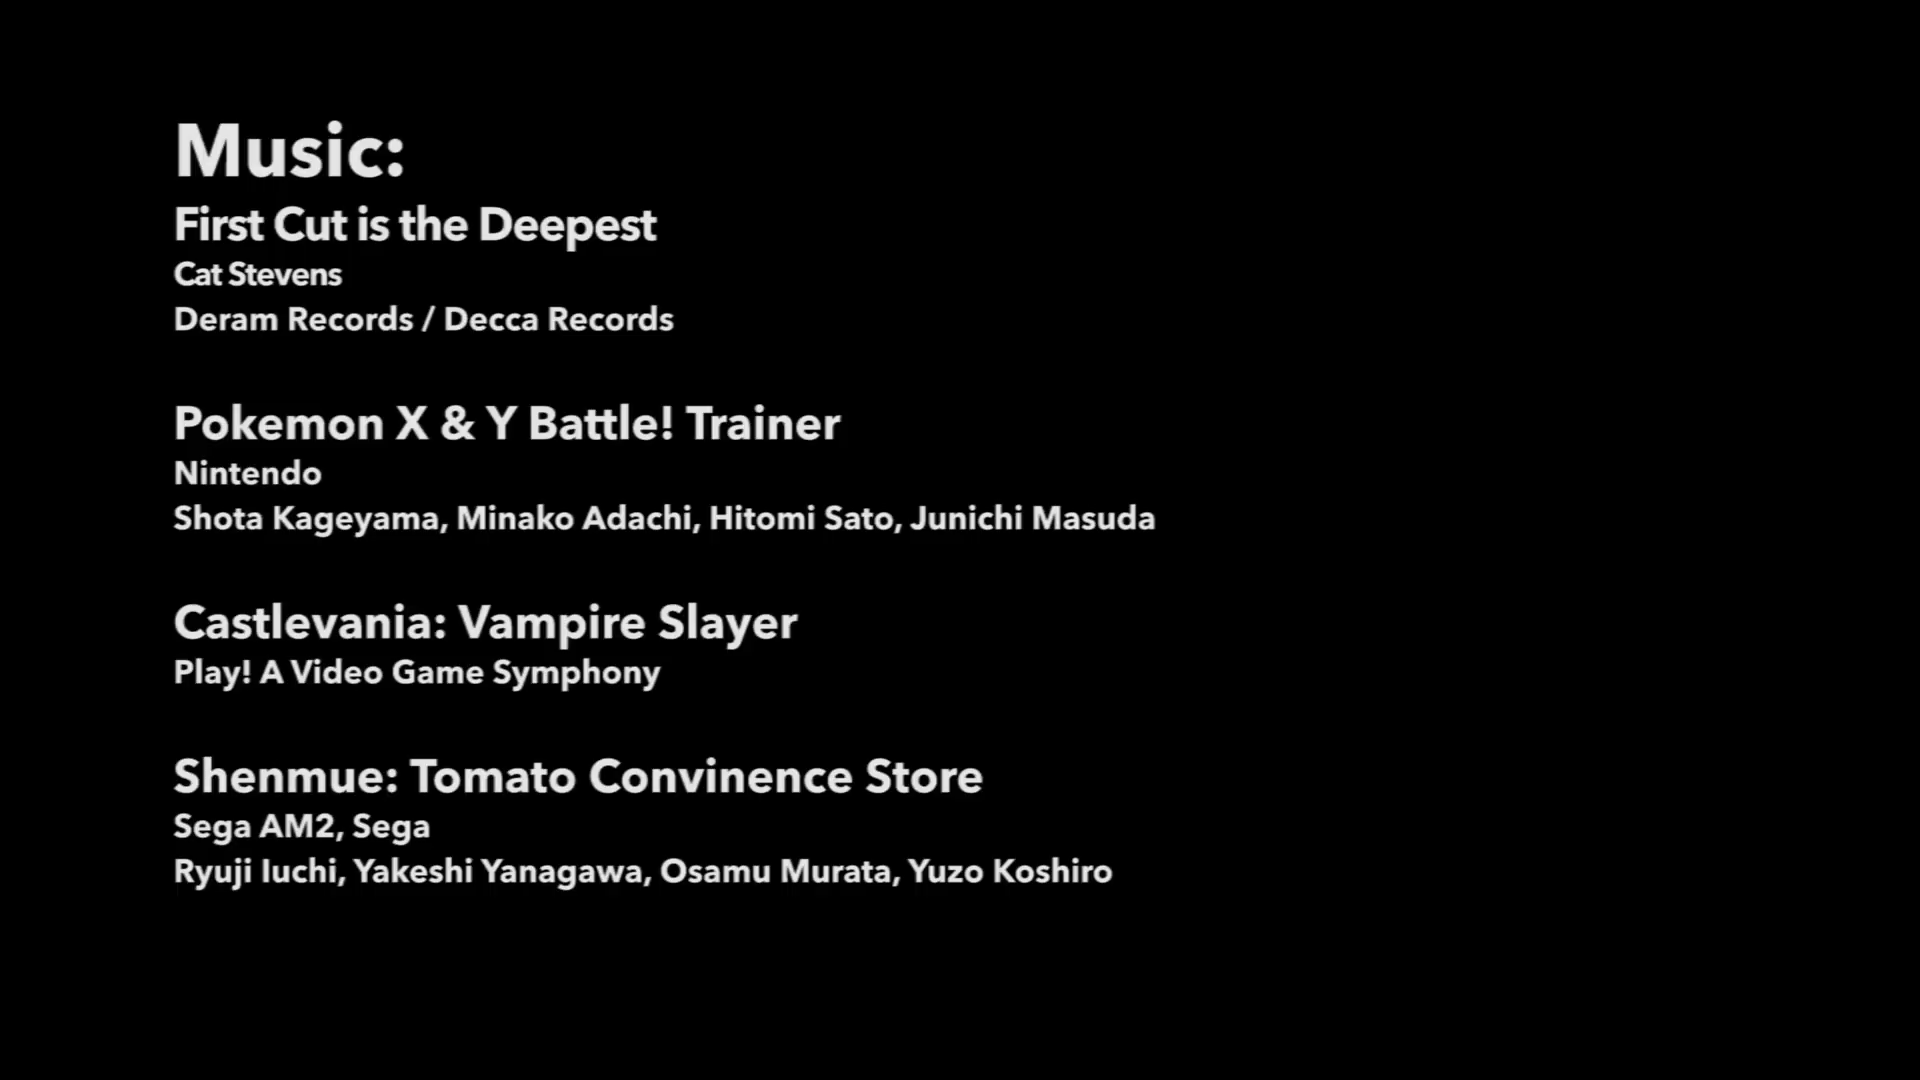 Music:
First Cut is the Deepest
Cat Stevens
Deram Records / Decca Records
Pokemon X & Y Battle! Trainer
Nintendo
Shota Kageyama, Minako Adachi, Hitomi Sato, Junichi Masuda
Castlevania: Vampire Slayer
Play! A Video Game Symphony
Shenmue: Tomato Convinence Store
Sega AM2, Sega
Ryuji Iuchi, Yakeshi Yanagawa, Osamu Murata, Yuzo Koshiro